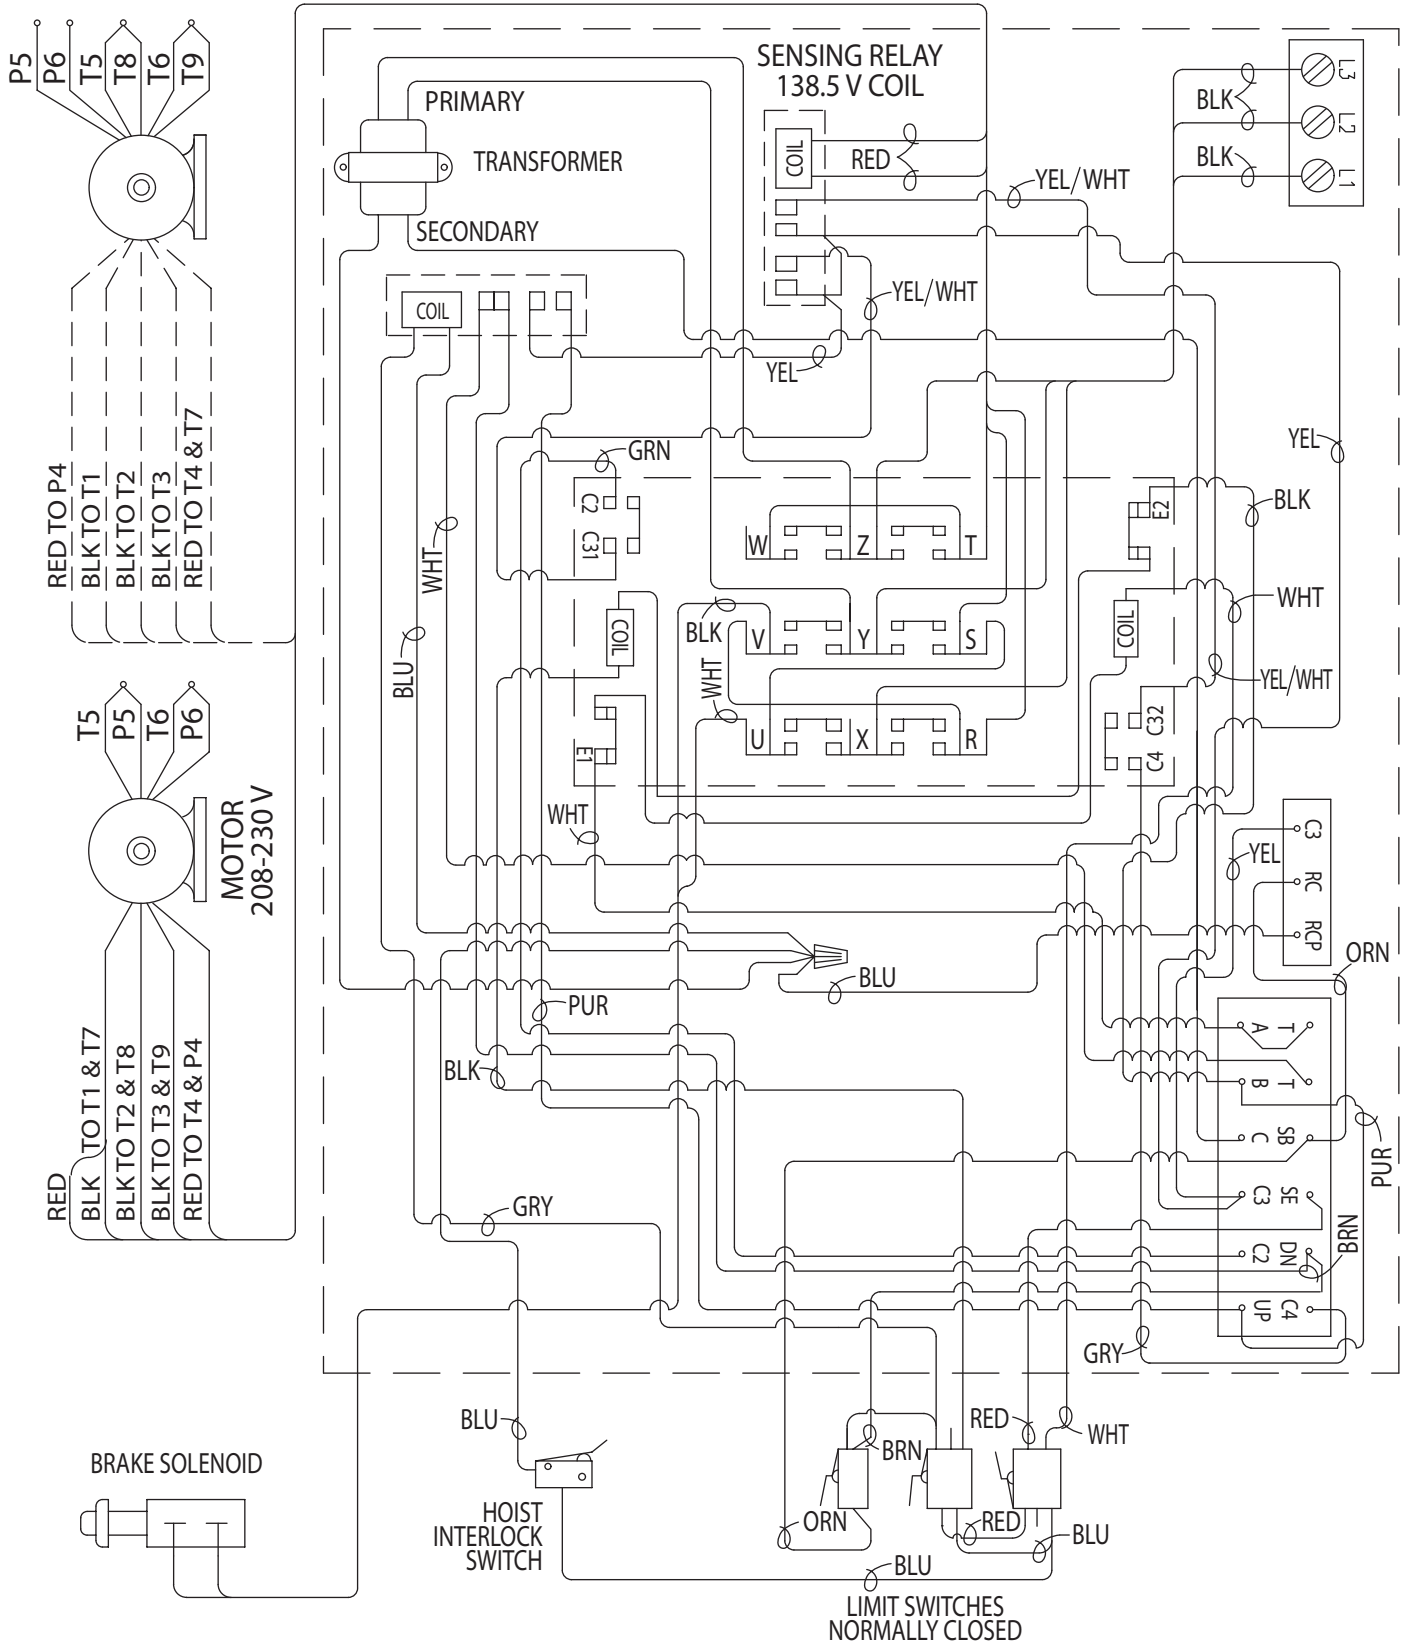 P5
P6
T5
T8
T6
T9
RED TO P4
BLK TO T1
BLK TO T2
BLK TO T3
RED TO T4 & T7
T5
P5
T6
P6
MOTOR
208-230 V
RED
BLK TO T1 & T7
BLK TO T2 & T8
BLK TO T3 & T9
RED TO T4 & P4
BRAKE SOLENOID
PRIMARY
TRANSFORMER
SECONDARY
COIL
SENSING RELAY
138.5 V COIL
COIL
RED
YEL/WHT
YEL/WHT
YEL
BLK
BLK
L3
L2
L1
YEL
GRN
C2
C31
WHT
BLU
COIL
E1
WHT
BLK
WHT
W
Z
T
V
Y
S
U
X
R
E2
BLK
COIL
WHT
YEL/WHT
C32
C4
YEL
C3
RC
RCP
ORN
BLU
PUR
BLK
GRY
A
T
B
T
C
SB
C3
SE
C2
DN
UP
C4
PUR
BRN
GRY
BLU
HOIST
INTERLOCK
SWITCH
BRN
ORN
RED
WHT
RED
BLU
BLU
LIMIT SWITCHES
NORMALLY CLOSED